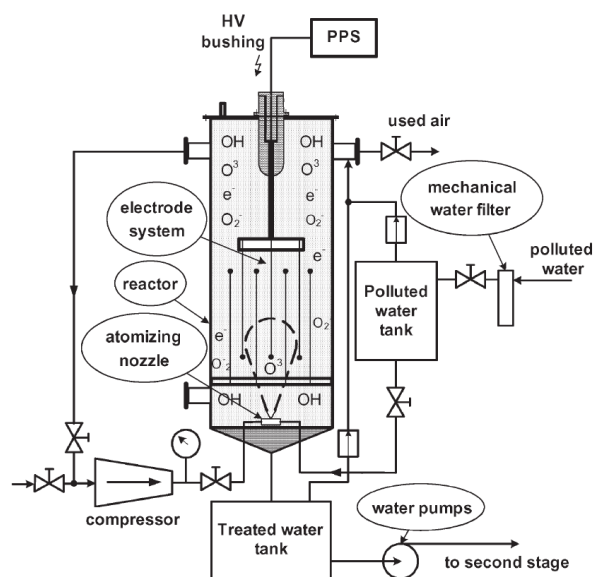 HV
bushing
PPS
OH
OH
used air
O³
O³
mechanical
water filter
e⁻
e⁻
electrode
system
O₂⁻
O₂⁻
e⁻
polluted
water
reactor
Polluted
water
tank
e⁻
O₂
atomizing
nozzle
O⁻₂
O³
OH
OH
compressor
Treated water
tank
water pumps
to second stage